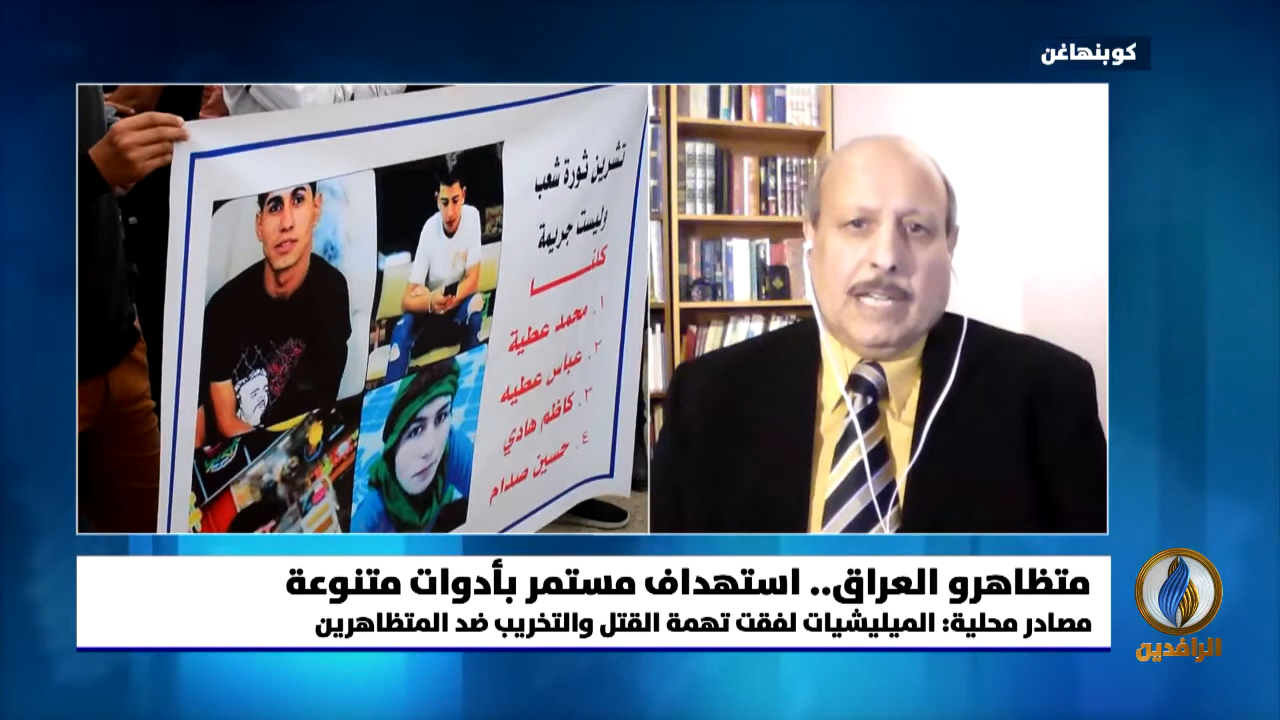 كوبنهاغن
تشرين ثورة شعب
وليست جريمة
كلنــــا
١. محمد عطية
٢. عباس عطيه
٣. كاظم هادي
٤. حسين صدام
متظاهرو العراق.. استهداف مستمر بأدوات متنوعة
مصادر محلية: الميليشيات لفقت تهمة القتل والتخريب ضد المتظاهرين
الرافدين